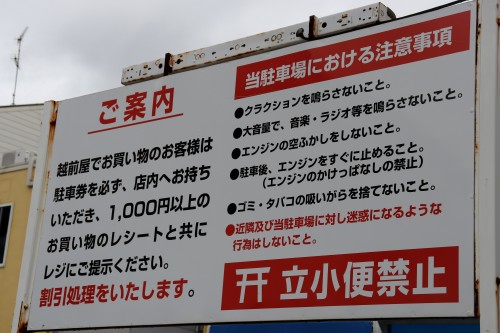 ご案内
越前屋でお買い物のお客様は
駐車券を必ず、店内へお持ち
いただき、1,000円以上の
お買い物のレシートと共に
レジにご提示ください。
割引処理をいたします。
当駐車場における注意事項
●クラクションを鳴らさないこと。
●大音量で、音楽・ラジオ等を鳴らさないこと。
●エンジンの空ふかしをしないこと。
●駐車後、エンジンをすぐに止めること。
(エンジンのかけっぱなしの禁止)
●ゴミ・タバコの吸いがらを捨てないこと。
●近隣及び当駐車場に対し迷惑になるような
行為はしないこと。
立小便禁止